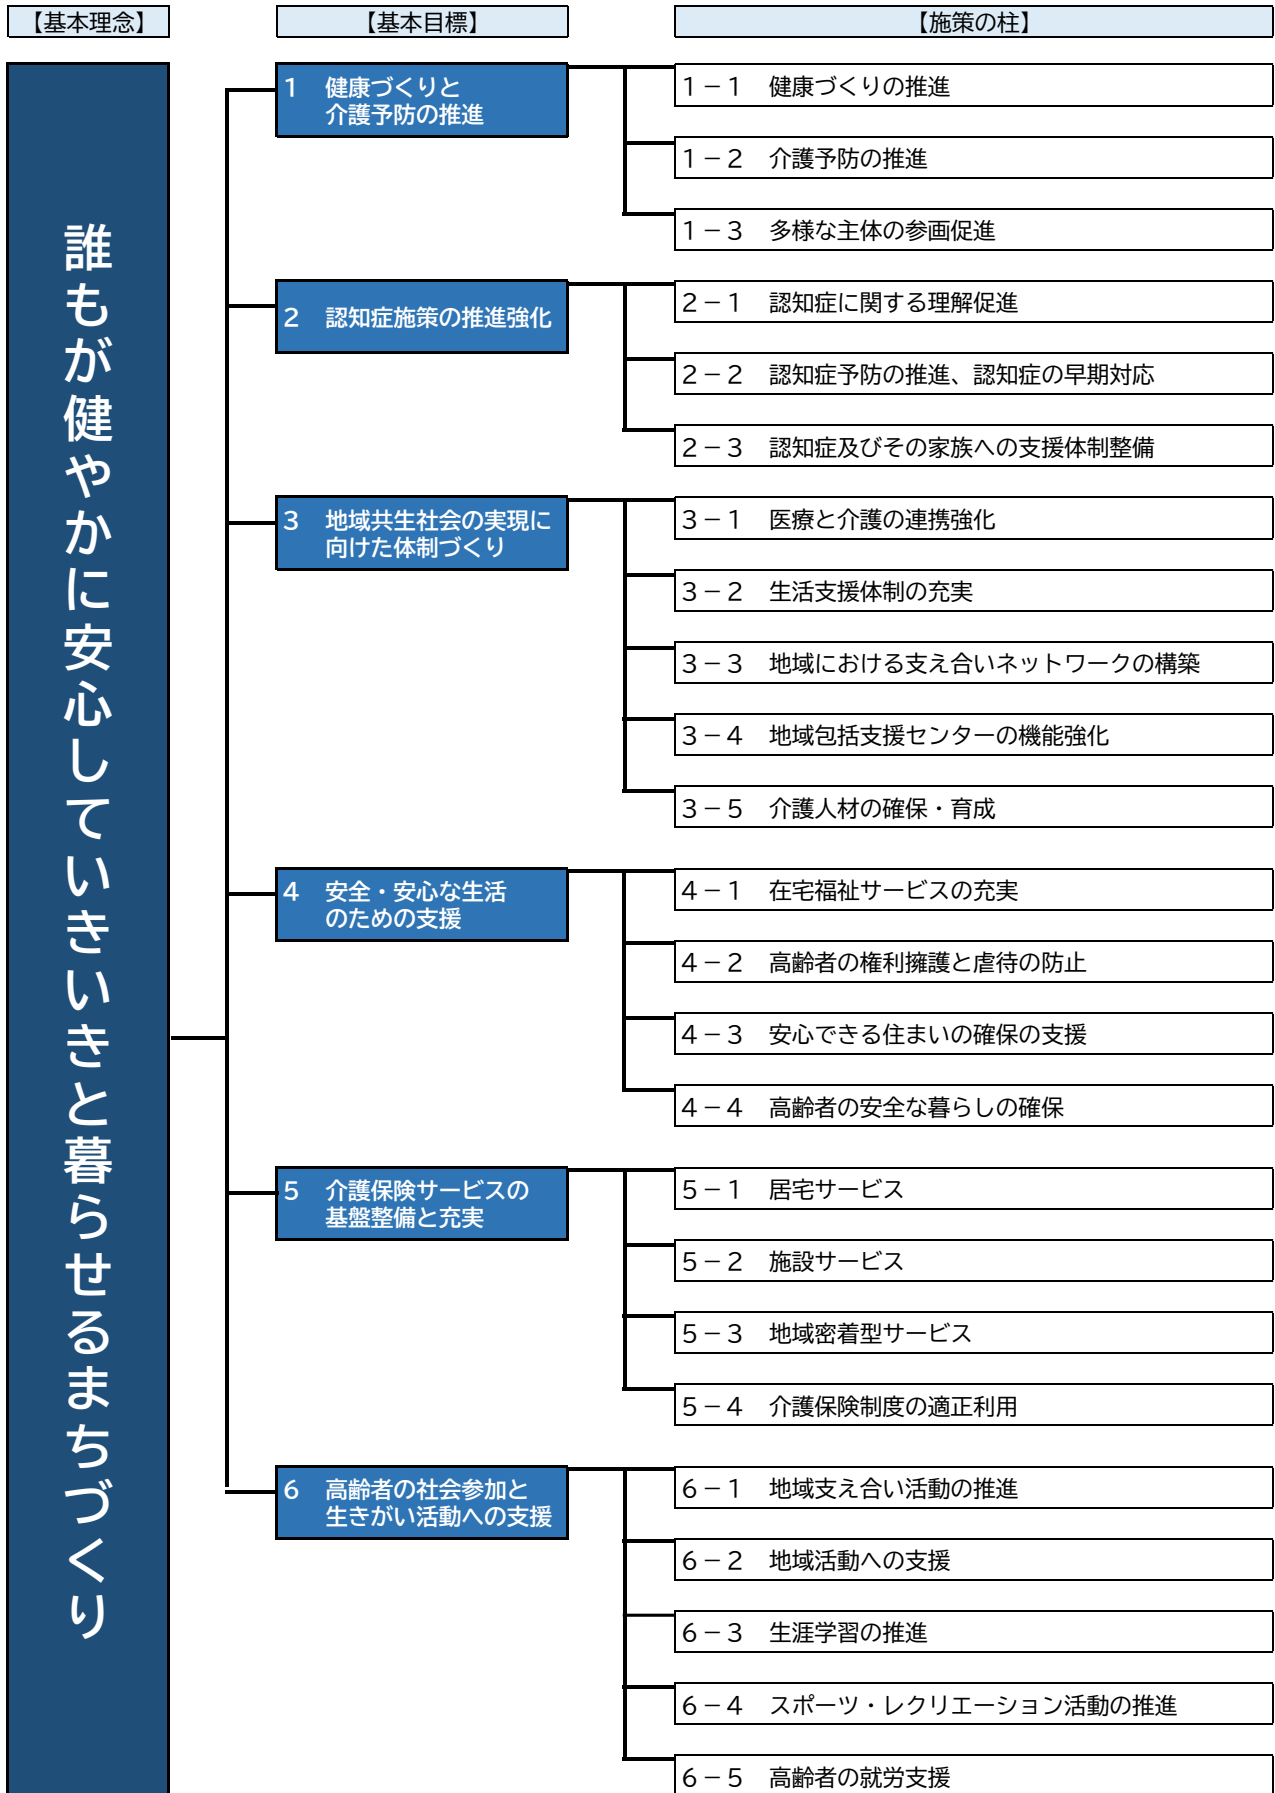 【基本理念】
【基本目標】
【施策の柱】
誰もが健やかに安心していきいきと暮らせるまちづくり
1　健康づくりと
介護予防の推進
1－1　健康づくりの推進
1－2　介護予防の推進
1－3　多様な主体の参画促進
2　認知症施策の推進強化
2－1　認知症に関する理解促進
2－2　認知症予防の推進、認知症の早期対応
2－3　認知症及びその家族への支援体制整備
3　地域共生社会の実現に
向けた体制づくり
3－1　医療と介護の連携強化
3－2　生活支援体制の充実
3－3　地域における支え合いネットワークの構築
3－4　地域包括支援センターの機能強化
3－5　介護人材の確保・育成
4　安全・安心な生活
のための支援
4－1　在宅福祉サービスの充実
4－2　高齢者の権利擁護と虐待の防止
4－3　安心できる住まいの確保の支援
4－4　高齢者の安全な暮らしの確保
5　介護保険サービスの
基盤整備と充実
5－1　居宅サービス
5－2　施設サービス
5－3　地域密着型サービス
5－4　介護保険制度の適正利用
6　高齢者の社会参加と
生きがい活動への支援
6－1　地域支え合い活動の推進
6－2　地域活動への支援
6－3　生涯学習の推進
6－4　スポーツ・レクリエーション活動の推進
6－5　高齢者の就労支援